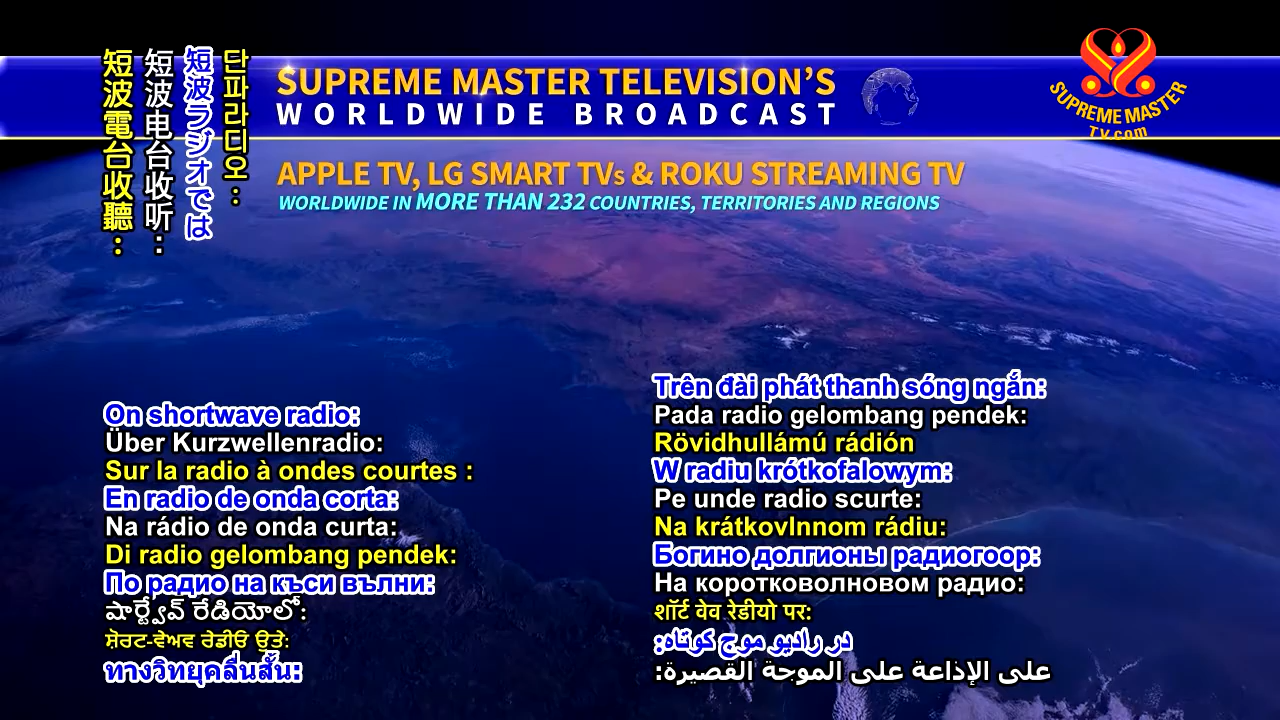 短波電台收聽：
短波电台收听：
短波ラジオでは
단파라디오：
SUPREME MASTER TELEVISION’S
WORLDWIDE BROADCAST
SUPREME MASTER
TV.com
APPLE TV, LG SMART TVs & ROKU STREAMING TV
WORLDWIDE IN MORE THAN 232 COUNTRIES, TERRITORIES AND REGIONS
On shortwave radio:
Über Kurzwellenradio:
Sur la radio à ondes courtes :
En radio de onda corta:
Na rádio de onda curta:
Di radio gelombang pendek:
По радио на къси вълни:
షార్ట్వేవ్ రేడియోలో:
ਸ਼ੋਰਟ-ਵੇਅਵ ਰੇਡੀਓ ਉਤੇ:
ทางวิทยุคลื่นสั้น:
Trên đài phát thanh sóng ngắn:
Pada radio gelombang pendek:
Rövidhullámú rádión
W radiu krótkofalowym:
Pe unde radio scurte:
Na krátkovlnnom rádiu:
Богино долгионы радиогоор:
На коротковолновом радио:
शॉर्ट वेव रेडीयो पर:
در رادیو موج کوتاه:
على الإذاعة على الموجة القصيرة: